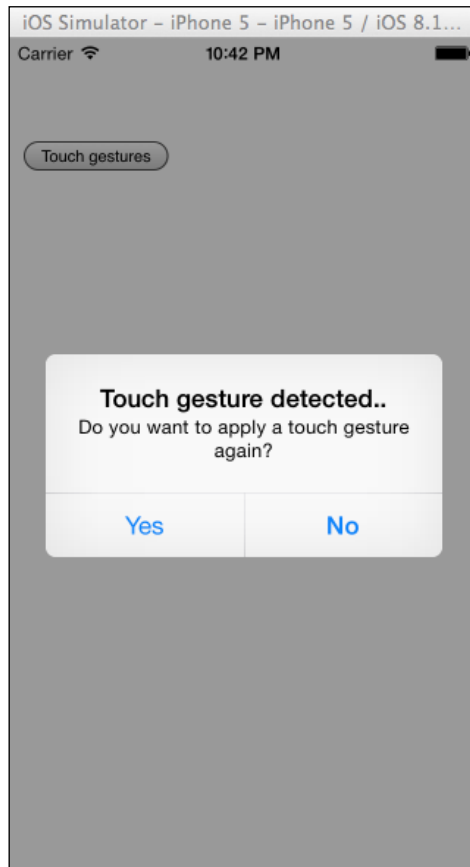 iOS Simulator – iPhone 5 – iPhone 5 / iOS 8.1...
Carrier 10:42 PM
Touch gestures
Touch gesture detected..
Do you want to apply a touch gesture
again?
Yes No